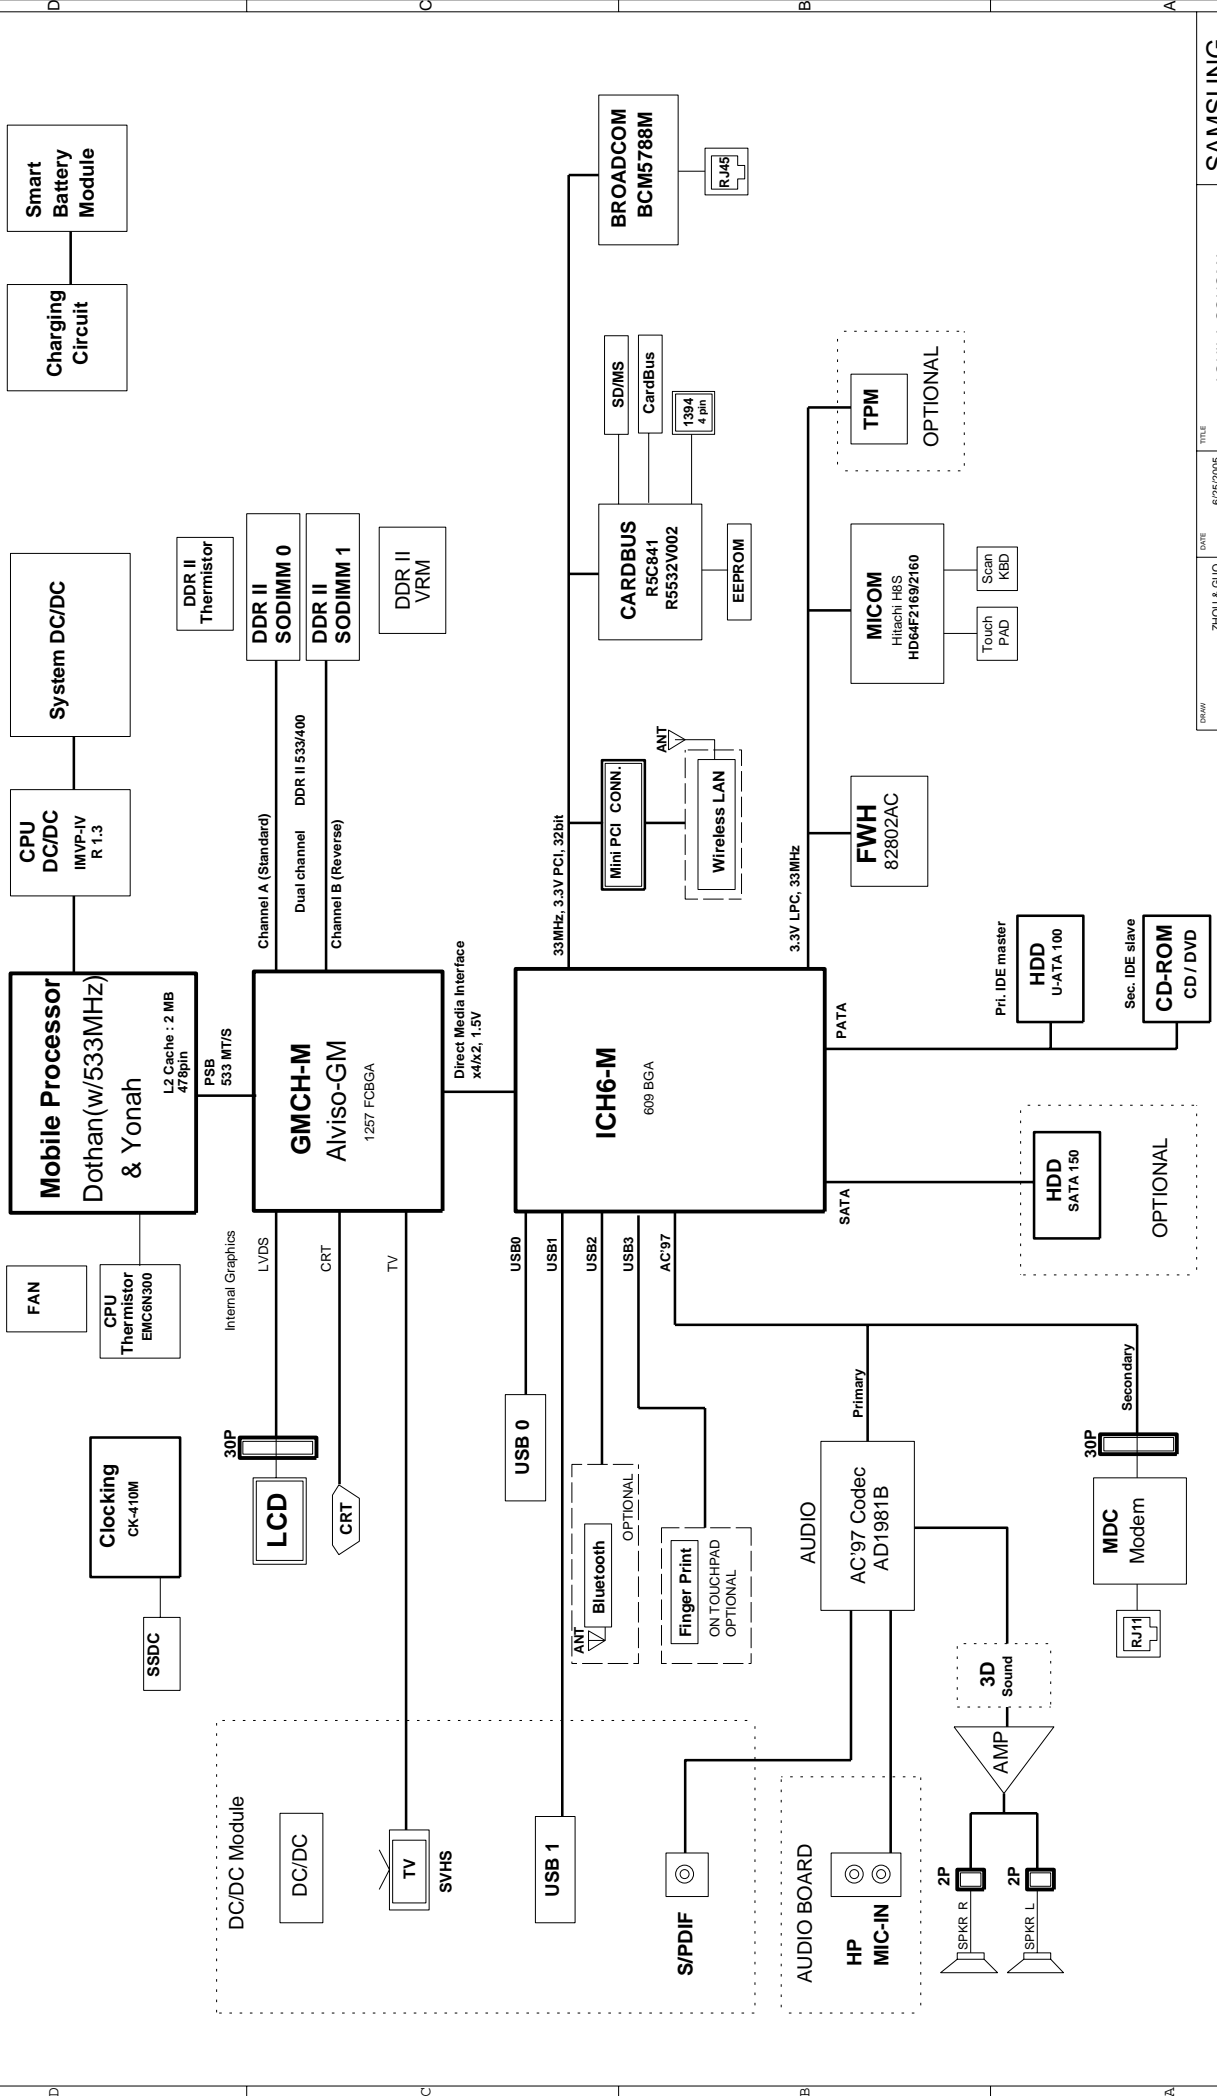 D
C
B
A
Smart
Battery
Module
Charging
Circuit
System DC/DC
CPU
DC/DC
IMVP-IV
R 1.3
Mobile Processor
Dothan(w/533MHz)
& Yonah
L2 Cache : 2 MB
478pin
FAN
CPU
Thermistor
EMC6N300
Clocking
CK-410M
SSDC
PSB
533 MT/S
DDR II
Thermistor
DDR II
SODIMM 0
DDR II
SODIMM 1
DDR II
VRM
Channel A (Standard)
Dual channel DDR II 533/400
Channel B (Reverse)
GMCH-M
Alviso-GM
1257 FCBGA
Internal Graphics
LVDS
CRT
TV
30P
LCD
CRT
DC/DC Module
DC/DC
TV
SVHS
Direct Media Interface
x4/x2, 1.5V
ICH6-M
609 BGA
33MHz, 3.3V PCI, 32bit
BROADCOM
BCM5788M
RJ45
CARDBUS
R5C841
R5532V002
SD/MS
CardBus
1394
4 pin
EEPROM
Mini PCI CONN.
ANT
Wireless LAN
3.3V LPC, 33MHz
TPM
OPTIONAL
MICOM
Hitachi H8S
HD64F2169/2160
Touch
PAD
Scan
KBD
FWH
82802AC
USB0
USB1
USB2
USB3
AC'97
USB 0
USB 1
ANT
Bluetooth
OPTIONAL
Finger Print
ON TOUCHPAD
OPTIONAL
S/PDIF
PATA
Pri. IDE master
HDD
U-ATA 100
Sec. IDE slave
CD-ROM
CD / DVD
SATA
HDD
SATA 150
OPTIONAL
Primary
Secondary
AUDIO
AC'97 Codec
AD1981B
AUDIO BOARD
HP
MIC-IN
3D
Sound
AMP
2P
SPKR R
2P
SPKR L
30P
MDC
Modem
RJ11
DRAW
DATE
TITLE
SAMSUNG
D
C
B
A